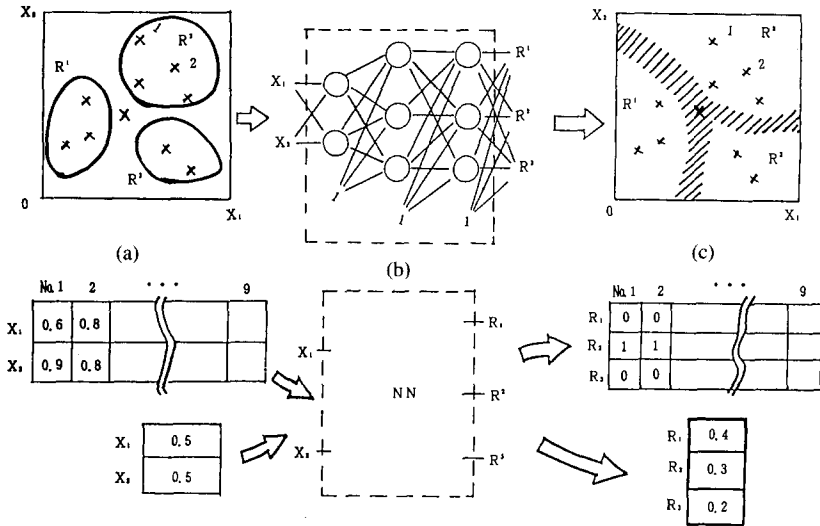 X₂
1
R²
2
R¹
R³
0
X₁
(a)
X₁
X₂
1
1
1
R¹
R²
R³
(b)
X₂
1
R²
2
R¹
R³
0
X₁
(c)
No.1 2 ・・・ 9
X₁ 0.6 0.8
X₂ 0.9 0.8
X₁ 0.5
X₂ 0.5
X₁
X₂
NN
R₁
R²
R³
No.1 2 ・・・ 9
R₁ 0 0
R₂ 1 1
R₃ 0 0
R₁ 0.4
R₂ 0.3
R₃ 0.2